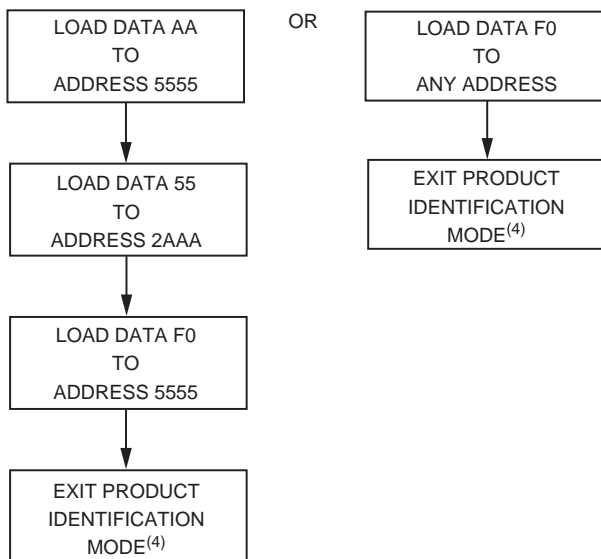 LOAD DATA AA
TO
ADDRESS 5555
LOAD DATA 55
TO
ADDRESS 2AAA
LOAD DATA F0
TO
ADDRESS 5555
EXIT PRODUCT
IDENTIFICATION
MODE(4)
OR
LOAD DATA F0
TO
ANY ADDRESS
EXIT PRODUCT
IDENTIFICATION
MODE(4)